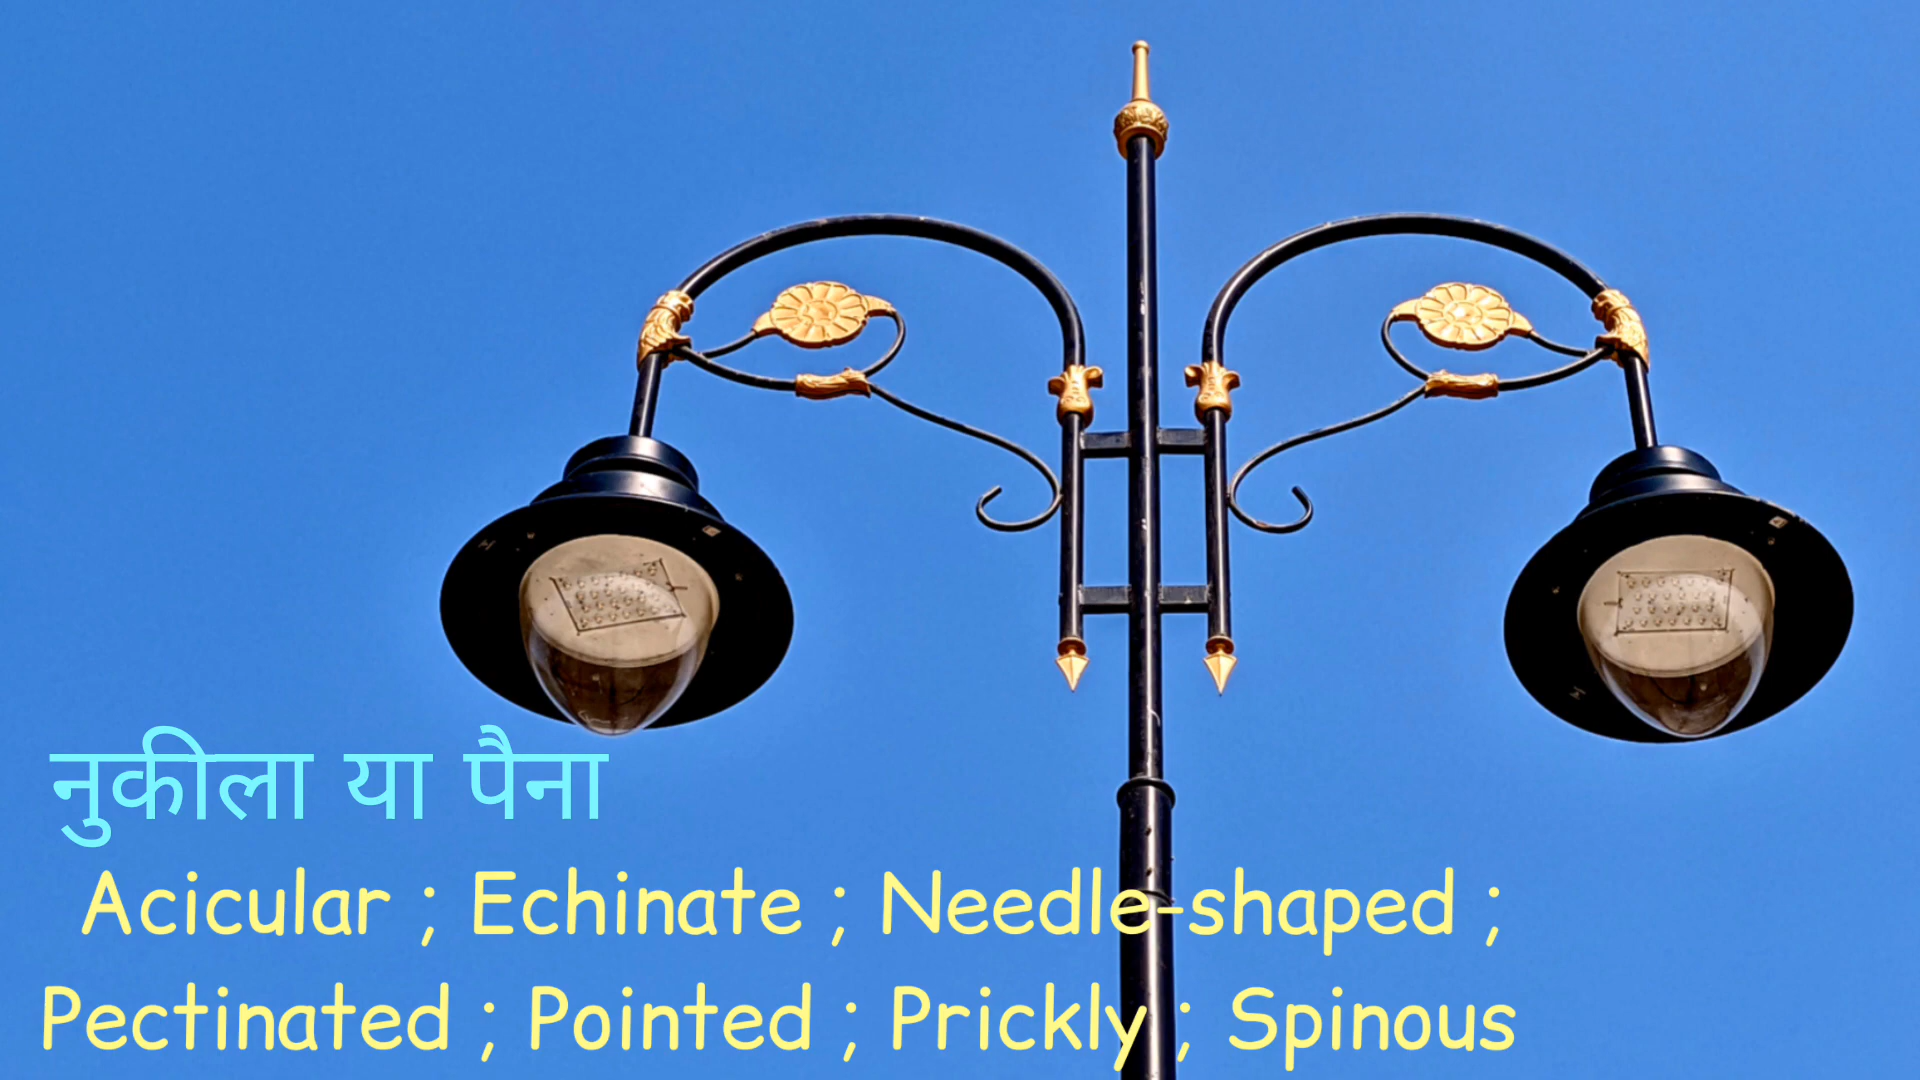 नुकीला या पैना
Acicular ; Echinate ; Needle-shaped ;
Pectinated ; Pointed ; Prickly ; Spinous